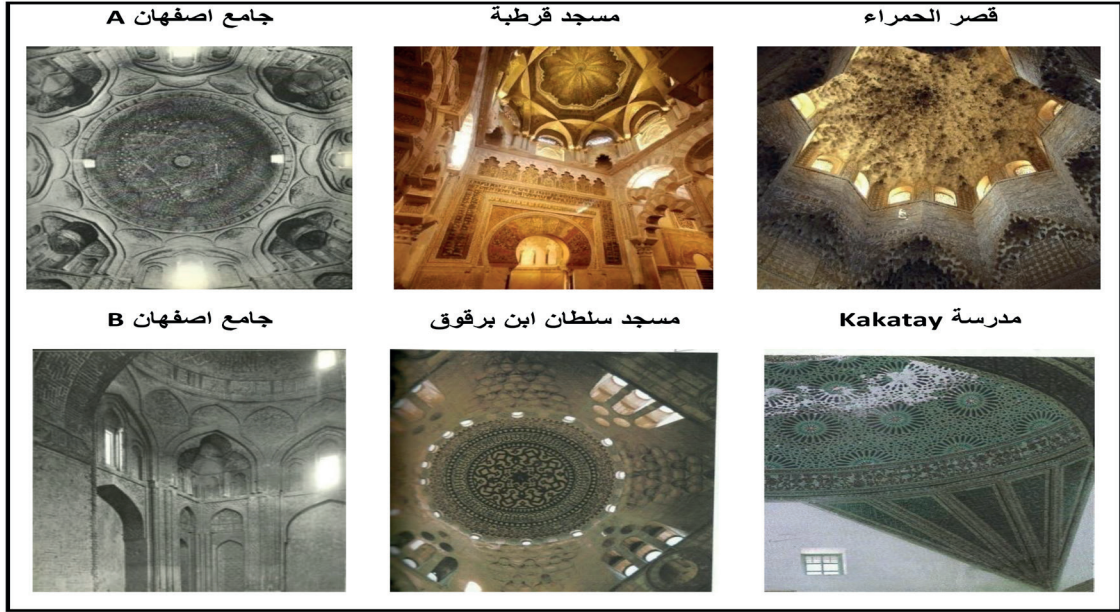 قصر الحمراء
مسجد قرطبة
جامع اصفهان A
مدرسة Kakatay
مسجد سلطان ابن برقوق
جامع اصفهان B